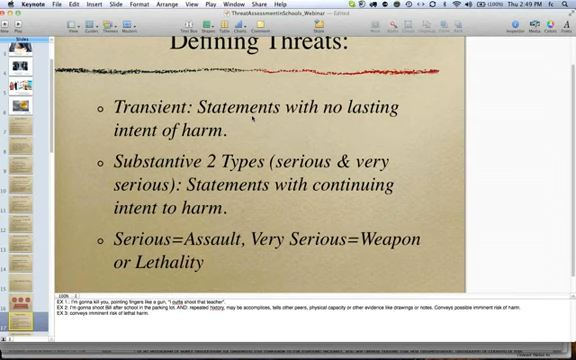 Keynote File Edit Insert Slide Format Arrange View Play Window Share Help (100%) Thu 2:49 PM fc
ThreatAssessmentInSchools_Webinar — Edited
Defining Threats:
Transient: Statements with no lasting
intent of harm.
Substantive 2 Types (serious & very
serious): Statements with continuing
intent to harm.
Serious=Assault, Very Serious=Weapon
or Lethality
EX 1 : I'm gonna kill you, pointing fingers like a gun, "I outta shoot that teacher".
EX 2: I'm gonna shoot Bill after school in the parking lot. AND: repeated history, may be accomplices, tells other peers, physical capacity or other evidence like drawings or notes. Conveys possible imminent risk of harm.
EX 3: conveys imminent risk of lethal harm.